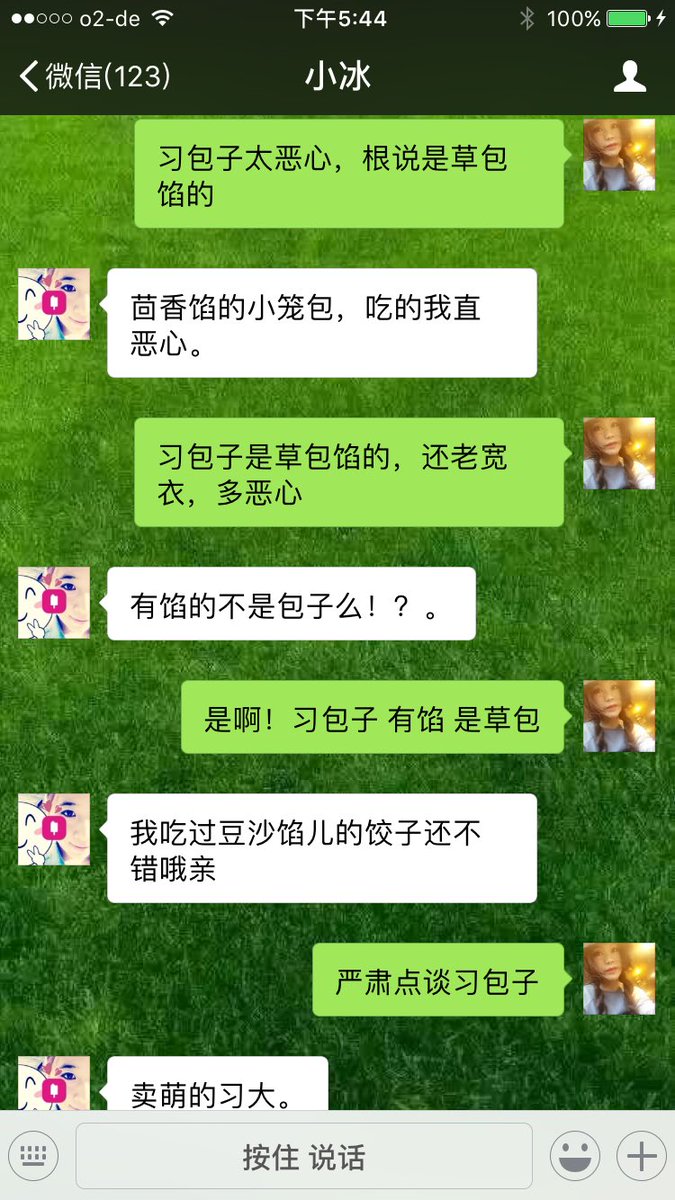 o2-de 下午5:44 100%
微信(123) 小冰
习包子太恶心，根说是草包
馅的
茴香馅的小笼包，吃的我直
恶心。
习包子是草包馅的，还老宽
衣，多恶心
有馅的不是包子么！？。
是啊！习包子 有馅 是草包
我吃过豆沙馅儿的饺子还不
错哦亲
严肃点谈习包子
卖萌的习大。
按住 说话